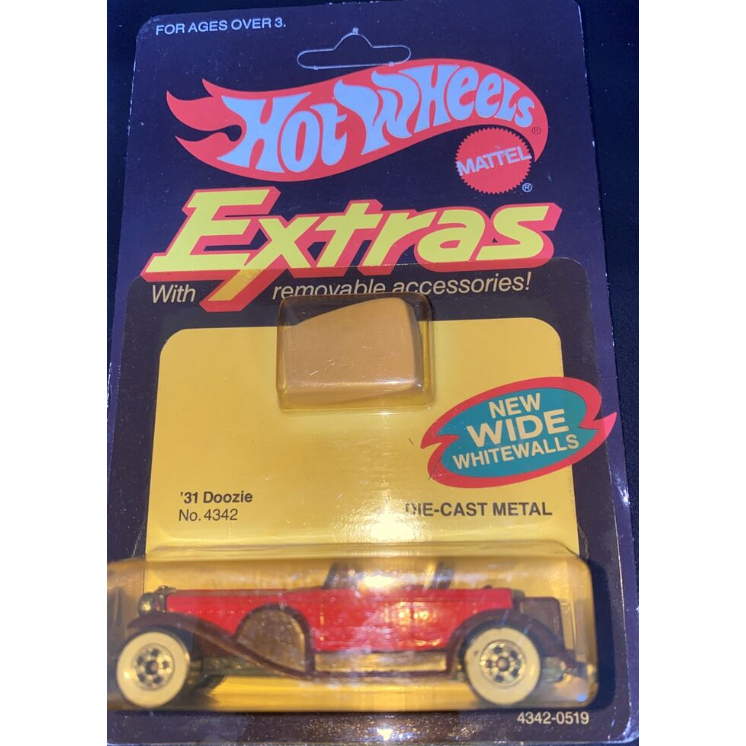 FOR AGES OVER 3.
Hot Wheels ®
MATTEL ®
Extras
With removable accessories!
NEW
WIDE
WHITEWALLS
'31 Doozie
No. 4342
DIE-CAST METAL
4342-0519